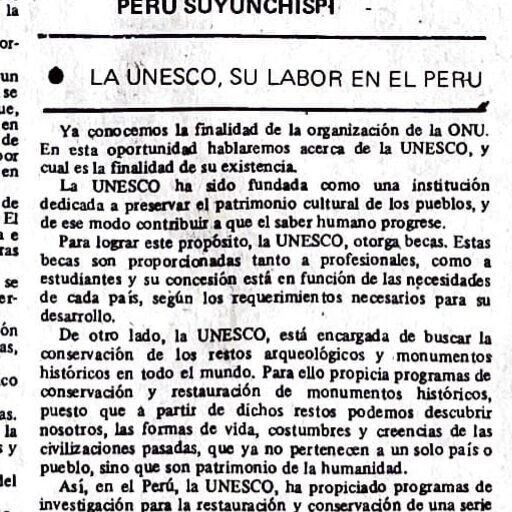 PERU SUYUNCHISPI
● LA UNESCO, SU LABOR EN EL PERU
Ya conocemos la finalidad de la organización de la ONU.
En esta oportunidad hablaremos acerca de la UNESCO, y
cual es la finalidad de su existencia.
La UNESCO ha sido fundada como una institución
dedicada a preservar el patrimonio cultural de los pueblos, y
de ese modo contribuir a que el saber humano progrese.
Para lograr este propósito, la UNESCO, otorga becas. Estas
becas son proporcionadas tanto a profesionales, como a
estudiantes y su concesión está en función de las necesidades
de cada país, según los requerimientos necesarios para su
desarrollo.
De otro lado, la UNESCO, está encargada de buscar la
conservación de los restos arqueológicos y monumentos
históricos en todo el mundo. Para ello propicia programas de
conservación y restauración de monumentos históricos,
puesto que a partir de dichos restos podemos descubrir
nosotros, las formas de vida, costumbres y creencias de las
civilizaciones pasadas, que ya no pertenecen a un solo país o
pueblo, sino que son patrimonio de la humanidad.
Así, en el Perú, la UNESCO, ha propiciado programas de
investigación para la restauración y conservación de una serie